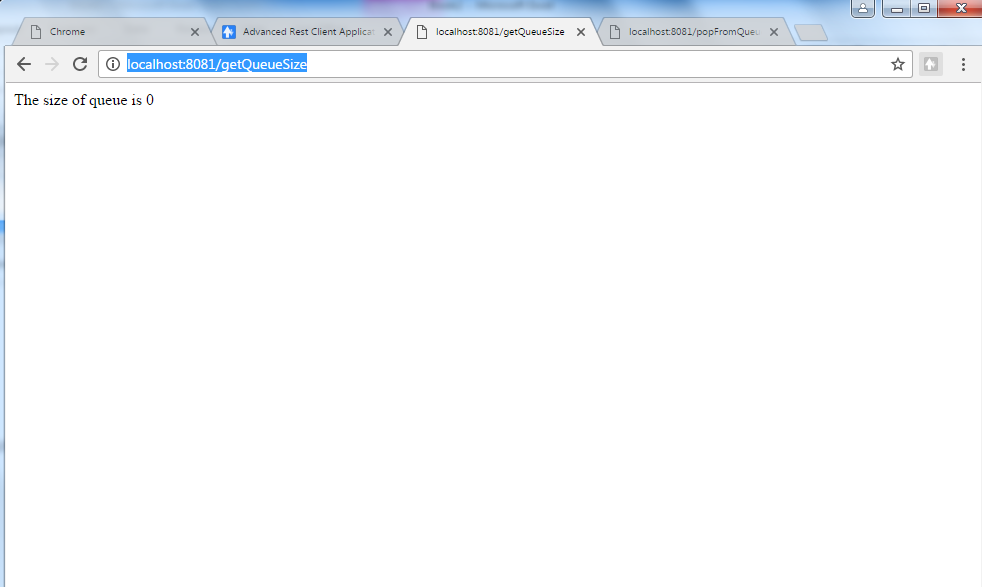 Chrome
Advanced Rest Client Applicat
localhost:8081/getQueueSize
localhost:8081/popFromQueu
localhost:8081/getQueueSize
The size of queue is 0